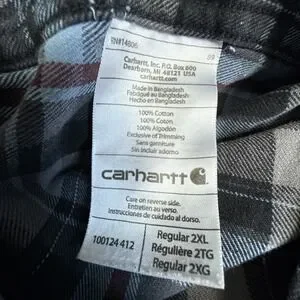 RN#14806
09
Carhartt, Inc. P.O. Box 600
Dearborn, MI 48121 USA
carhartt.com
Made in Bangladesh
Fabriqué au Bangladesh
Hecho en Bangladesh
100% Cotton
100% Coton
100% Algodón
Exclusive of Trimming
Sans garniture
Sin incluir adorno
carhartt
Care on reverse side.
Entretien au verso.
Instrucciones de cuidado al dorso.
100124 412
Regular 2XL
Régulière 2TG
Regular 2XG